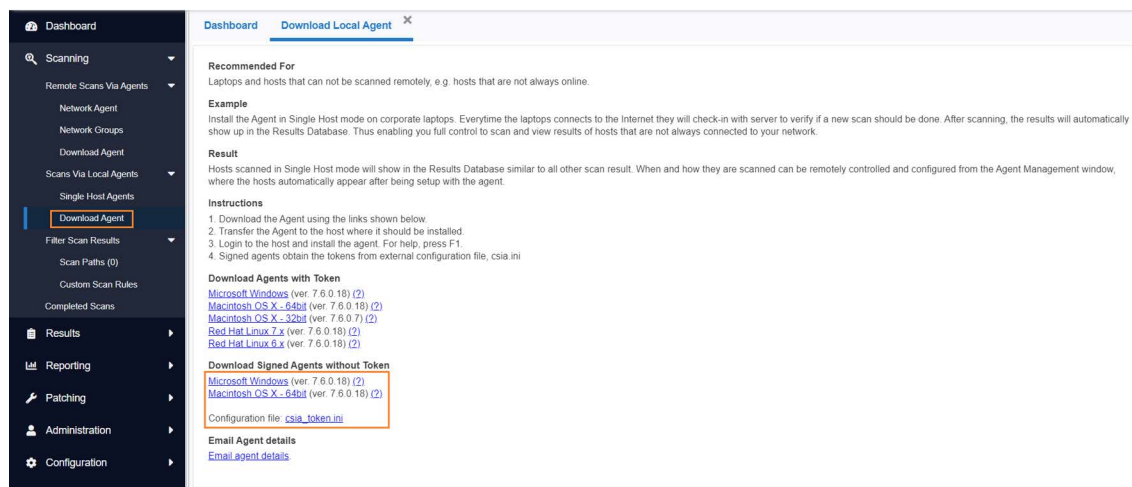 Dashboard
Scanning
Remote Scans Via Agents
Network Agent
Network Groups
Download Agent
Scans Via Local Agents
Single Host Agents
Download Agent
Filter Scan Results
Scan Paths (0)
Custom Scan Rules
Completed Scans
Results
Reporting
Patching
Administration
Configuration
Dashboard Download Local Agent
Recommended For
Laptops and hosts that can not be scanned remotely, e.g. hosts that are not always online.
Example
Install the Agent in Single Host mode on corporate laptops. Everytime the laptops connects to the Internet they will check-in with server to verify if a new scan should be done. After scanning, the results will automatically
show up in the Results Database. Thus enabling you full control to scan and view results of hosts that are not always connected to your network.
Result
Hosts scanned in Single Host mode will show in the Results Database similar to all other scan result. When and how they are scanned can be remotely controlled and configured from the Agent Management window,
where the hosts automatically appear after being setup with the agent.
Instructions
1. Download the Agent using the links shown below.
2. Transfer the Agent to the host where it should be installed.
3. Login to the host and install the agent. For help, press F1.
4. Signed agents obtain the tokens from external configuration file, csia.ini
Download Agents with Token
Microsoft Windows (ver. 7.6.0.18) (?)
Macintosh OS X - 64bit (ver. 7.6.0.18) (?)
Macintosh OS X - 32bit (ver. 7.6.0.7) (?)
Red Hat Linux 7.x (ver. 7.6.0.18) (?)
Red Hat Linux 6.x (ver. 7.6.0.18) (?)
Download Signed Agents without Token
Microsoft Windows (ver. 7.6.0.18) (?)
Macintosh OS X - 64bit (ver. 7.6.0.18) (?)
Configuration file: csia_token.ini
Email Agent details
Email agent details.